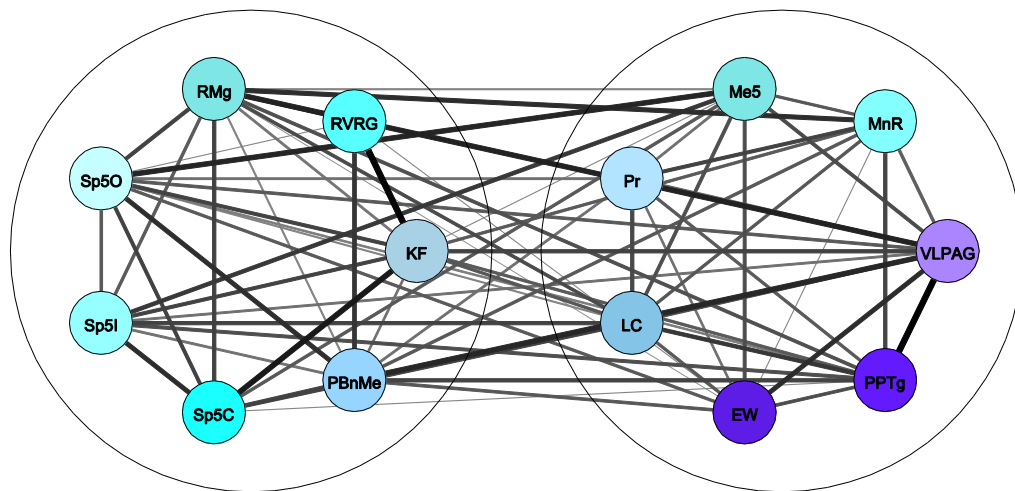 RMg
Me5
RVRG
MnR
Sp5O
Pr
KF
VLPAG
Sp5I
LC
PBnMe
PPTg
Sp5C
EW